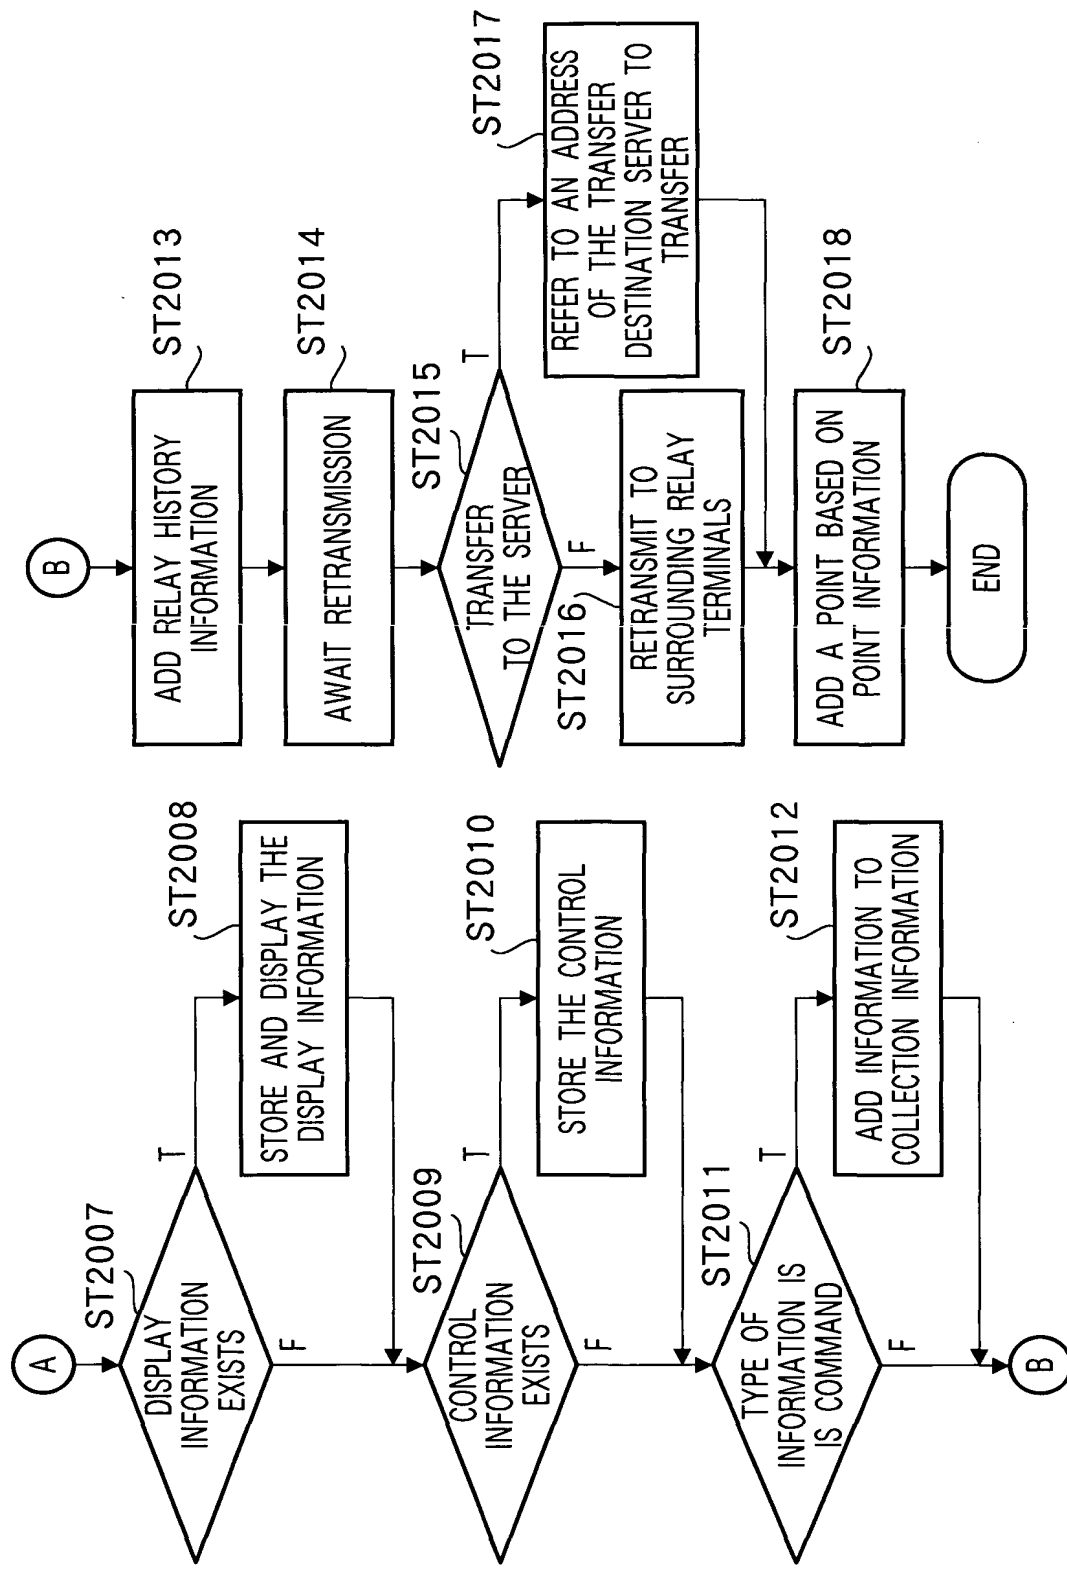 A
ST2007
DISPLAY
INFORMATION
EXISTS
T
F
ST2008
STORE AND DISPLAY THE
DISPLAY INFORMATION
ST2009
CONTROL
INFORMATION
EXISTS
T
F
ST2010
STORE THE CONTROL
INFORMATION
ST2011
TYPE OF
INFORMATION IS
IS COMMAND
T
F
ST2012
ADD INFORMATION TO
COLLECTION INFORMATION
B
B
ST2013
ADD RELAY HISTORY
INFORMATION
ST2014
AWAIT RETRANSMISSION
ST2015
TRANSFER
TO THE SERVER
T
F
ST2016
RETRANSMIT TO
SURROUNDING RELAY
TERMINALS
ST2017
REFER TO AN ADDRESS
OF THE TRANSFER
DESTINATION SERVER TO
TRANSFER
ST2018
ADD A POINT BASED ON
POINT INFORMATION
END